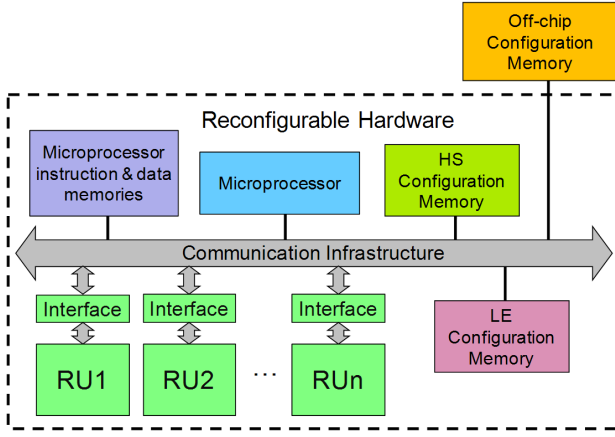 Off-chip
Configuration
Memory
Reconfigurable Hardware
Microprocessor
instruction & data
memories
Microprocessor
HS
Configuration
Memory
Communication Infrastructure
Interface
Interface
Interface
LE
Configuration
Memory
RU1
RU2
...
RUn